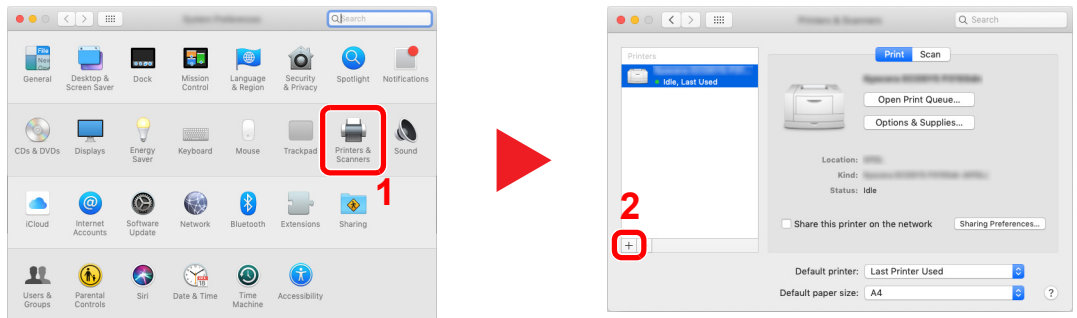 Search
General
Desktop &
Screen Saver
Dock
Mission
Control
Language
& Region
Security
& Privacy
Spotlight
Notifications
CDs & DVDs
Displays
Energy
Saver
Keyboard
Mouse
Trackpad
Printers &
Scanners
Sound
1
iCloud
Internet
Accounts
Software
Update
Network
Bluetooth
Extensions
Sharing
Users &
Groups
Parental
Controls
Siri
Date & Time
Time
Machine
Accessibility
Search
Printers
Idle, Last Used
Print Scan
Open Print Queue...
Options & Supplies...
Location:
Kind:
Status: Idle
2
+
Share this printer on the network
Sharing Preferences...
Default printer: Last Printer Used
Default paper size: A4
?